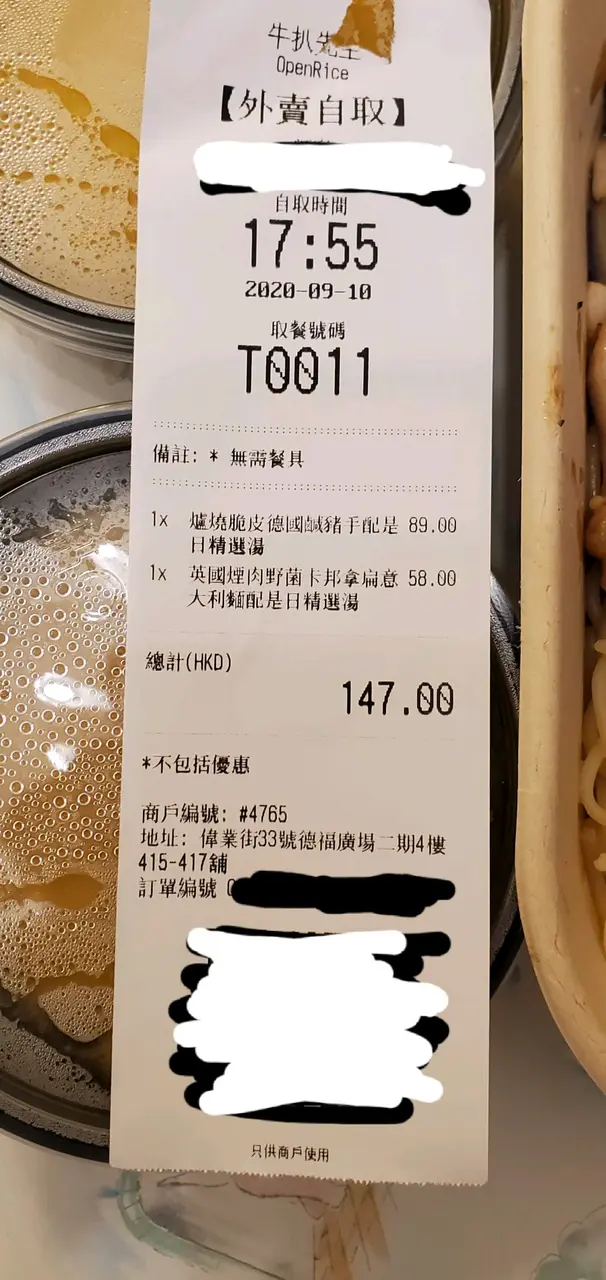 牛扒先生
OpenRice
【外賣自取】
自取時間
17:55
2020-09-10
取餐號碼
T0011
備註: * 無需餐具
1x 爐燒脆皮德國鹹豬手配是 89.00
日精選湯
1x 英國煙肉野菌卡邦拿扁意 58.00
大利麵配是日精選湯
總計(HKD)
147.00
*不包括優惠
商戶編號: #4765
地址: 偉業街33號德福廣場二期4樓
415-417舖
訂單編號
只供商戶使用